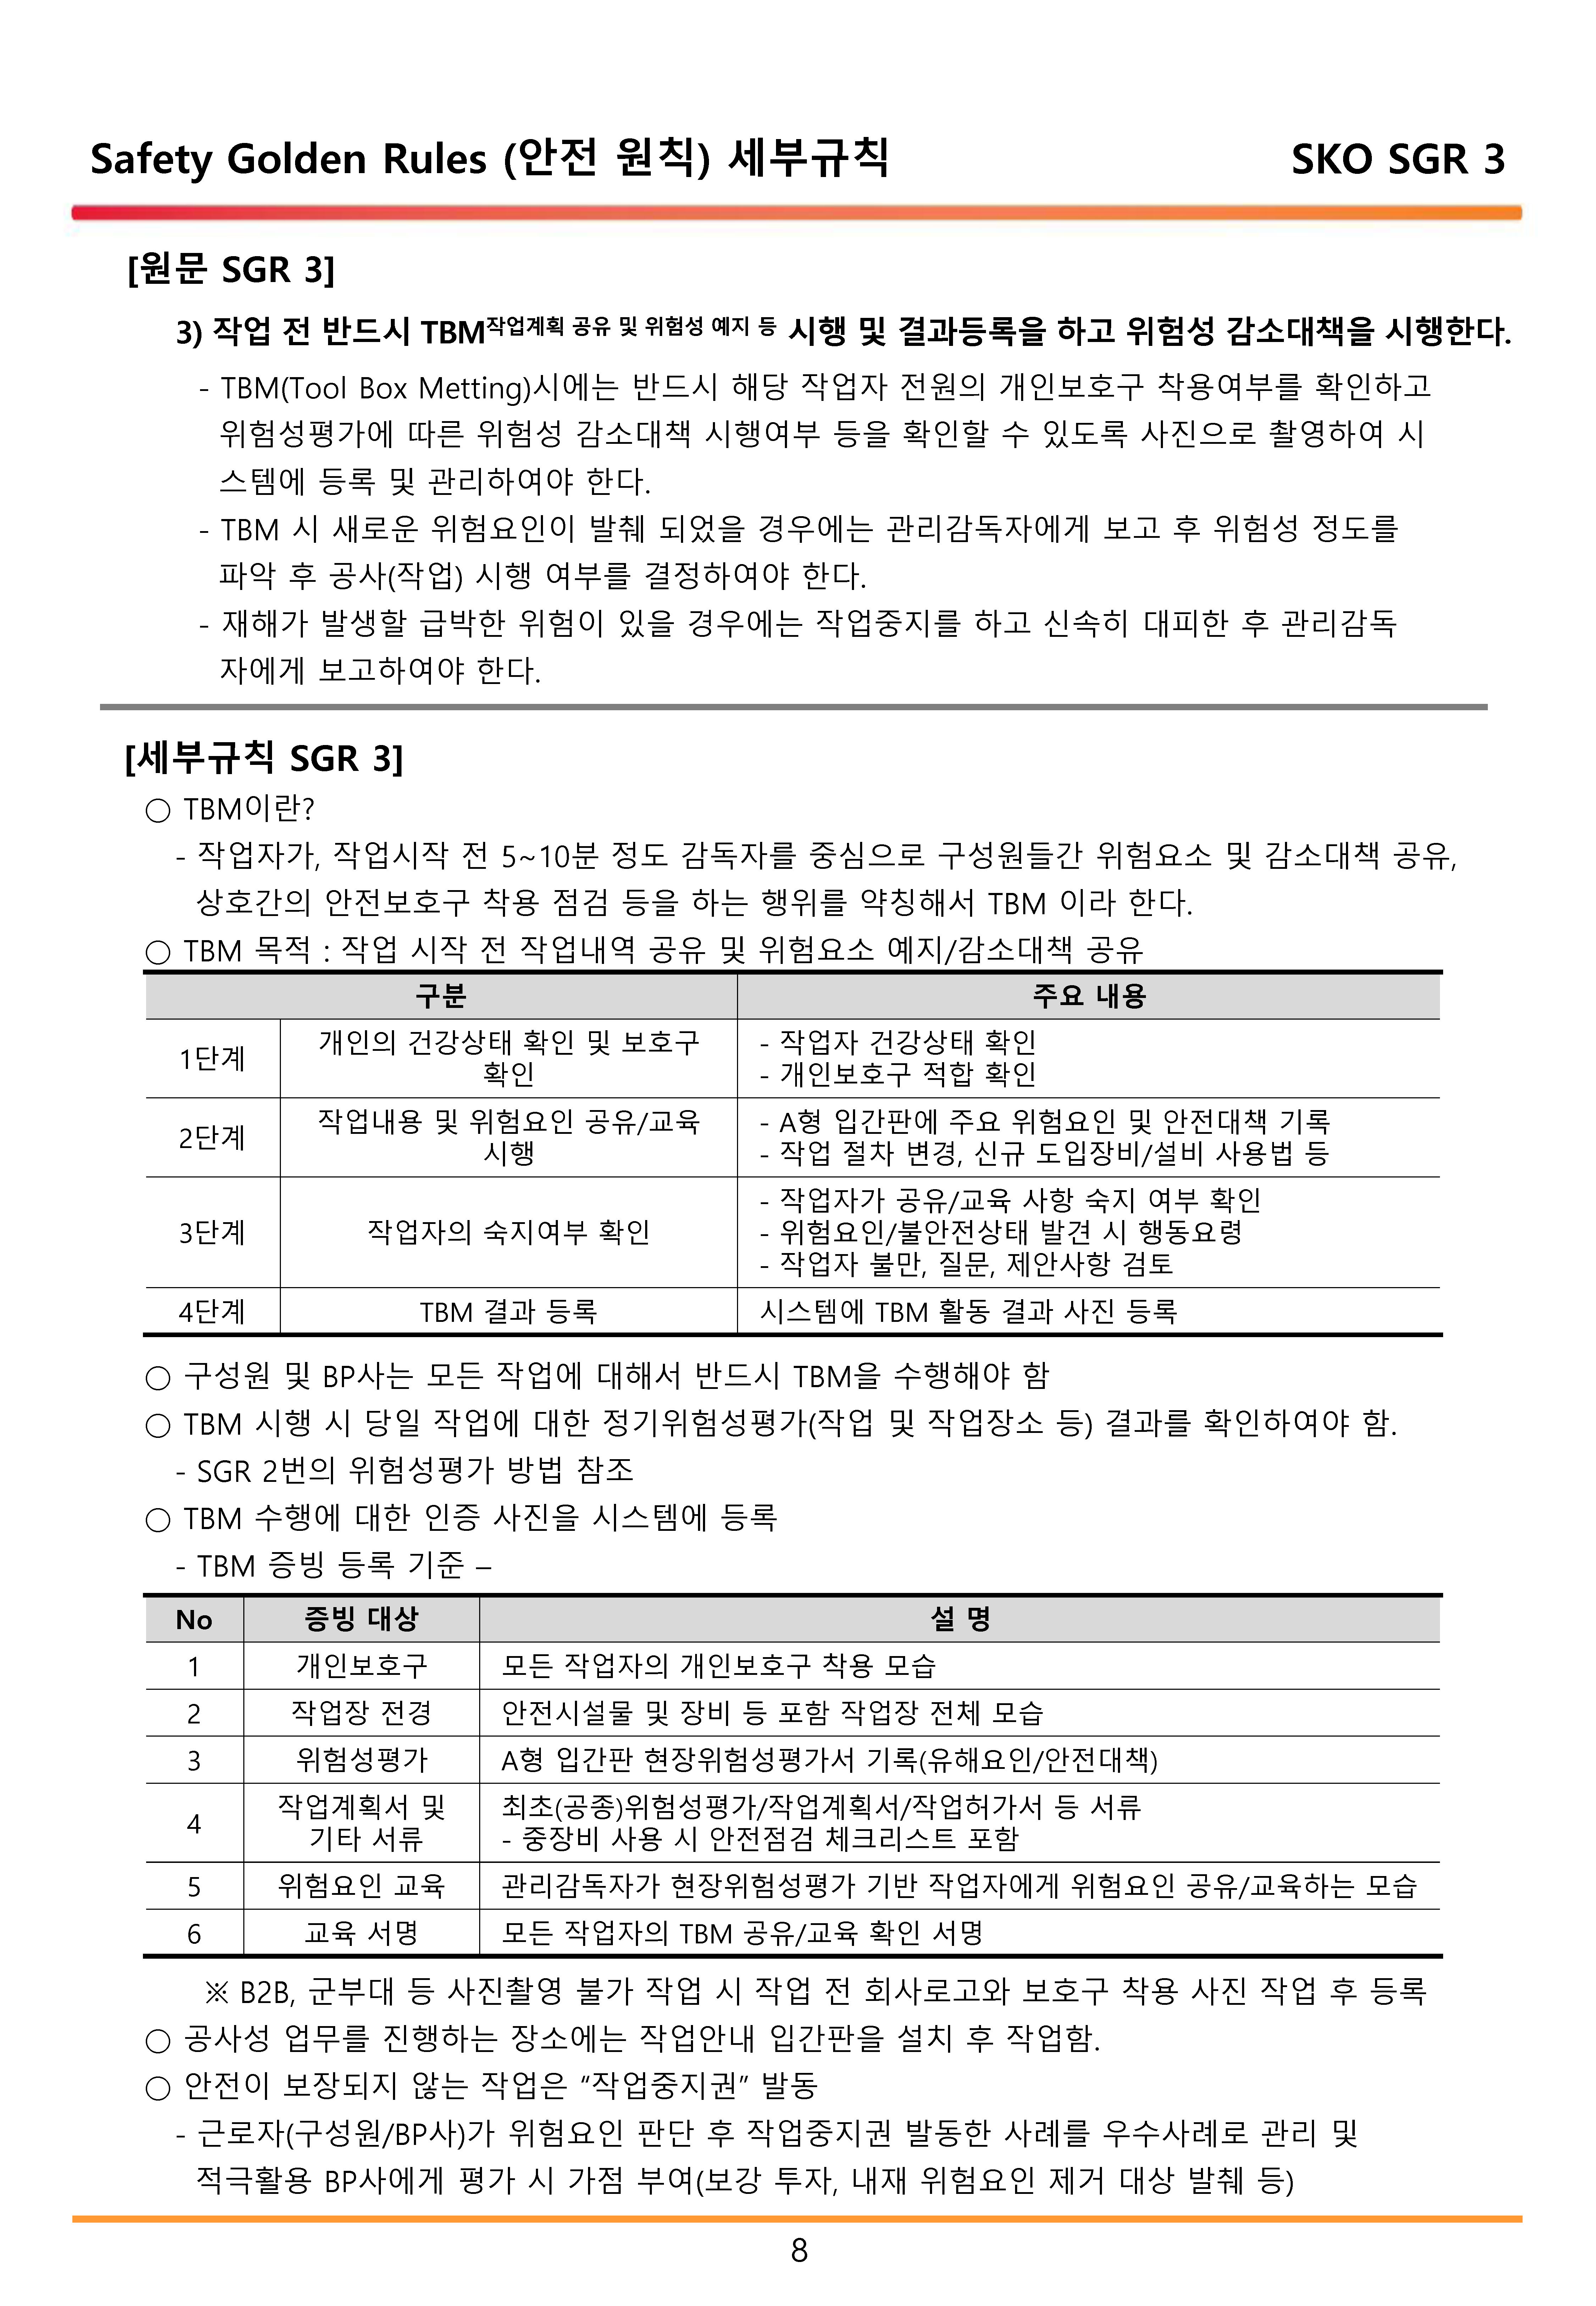 Safety Golden Rules (안전 원칙) 세부규칙 SKO SGR 3
[원문 SGR 3]
3) 작업 전 반드시 TBM작업계획 공유 및 위험성 예지 등 시행 및 결과등록을 하고 위험성 감소대책을 시행한다.
- TBM(Tool Box Metting)시에는 반드시 해당 작업자 전원의 개인보호구 착용여부를 확인하고
위험성평가에 따른 위험성 감소대책 시행여부 등을 확인할 수 있도록 사진으로 촬영하여 시
스템에 등록 및 관리하여야 한다.
- TBM 시 새로운 위험요인이 발췌 되었을 경우에는 관리감독자에게 보고 후 위험성 정도를
파악 후 공사(작업) 시행 여부를 결정하여야 한다.
- 재해가 발생할 급박한 위험이 있을 경우에는 작업중지를 하고 신속히 대피한 후 관리감독
자에게 보고하여야 한다.
[세부규칙 SGR 3]
○ TBM이란?
- 작업자가, 작업시작 전 5~10분 정도 감독자를 중심으로 구성원들간 위험요소 및 감소대책 공유,
상호간의 안전보호구 착용 점검 등을 하는 행위를 약칭해서 TBM 이라 한다.
○ TBM 목적 : 작업 시작 전 작업내역 공유 및 위험요소 예지/감소대책 공유
구분 주요 내용
1단계 개인의 건강상태 확인 및 보호구
확인
- 작업자 건강상태 확인
- 개인보호구 적합 확인
2단계 작업내용 및 위험요인 공유/교육
시행
- A형 입간판에 주요 위험요인 및 안전대책 기록
- 작업 절차 변경, 신규 도입장비/설비 사용법 등
3단계 작업자의 숙지여부 확인
- 작업자가 공유/교육 사항 숙지 여부 확인
- 위험요인/불안전상태 발견 시 행동요령
- 작업자 불만, 질문, 제안사항 검토
4단계 TBM 결과 등록 시스템에 TBM 활동 결과 사진 등록
○ 구성원 및 BP사는 모든 작업에 대해서 반드시 TBM을 수행해야 함
○ TBM 시행 시 당일 작업에 대한 정기위험성평가(작업 및 작업장소 등) 결과를 확인하여야 함.
- SGR 2번의 위험성평가 방법 참조
○ TBM 수행에 대한 인증 사진을 시스템에 등록
- TBM 증빙 등록 기준 –
No 증빙 대상 설 명
1 개인보호구 모든 작업자의 개인보호구 착용 모습
2 작업장 전경 안전시설물 및 장비 등 포함 작업장 전체 모습
3 위험성평가 A형 입간판 현장위험성평가서 기록(유해요인/안전대책)
4 작업계획서 및
기타 서류
최초(공종)위험성평가/작업계획서/작업허가서 등 서류
- 중장비 사용 시 안전점검 체크리스트 포함
5 위험요인 교육 관리감독자가 현장위험성평가 기반 작업자에게 위험요인 공유/교육하는 모습
6 교육 서명 모든 작업자의 TBM 공유/교육 확인 서명
※ B2B, 군부대 등 사진촬영 불가 작업 시 작업 전 회사로고와 보호구 착용 사진 작업 후 등록
○ 공사성 업무를 진행하는 장소에는 작업안내 입간판을 설치 후 작업함.
○ 안전이 보장되지 않는 작업은 “작업중지권” 발동
- 근로자(구성원/BP사)가 위험요인 판단 후 작업중지권 발동한 사례를 우수사례로 관리 및
적극활용 BP사에게 평가 시 가점 부여(보강 투자, 내재 위험요인 제거 대상 발췌 등)
8